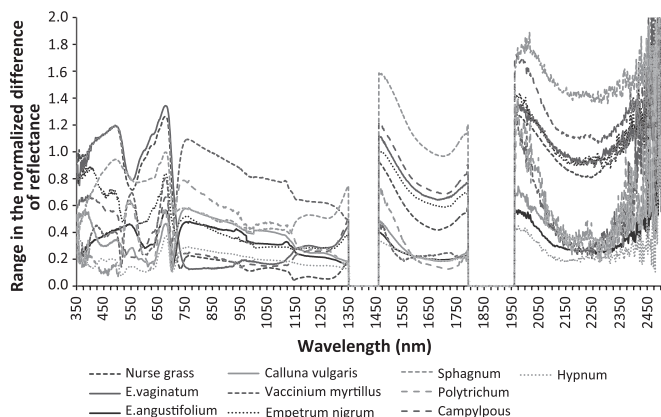 Range in the normalized difference
of reflectance
2.0
1.8
1.6
1.4
1.2
1.0
0.8
0.6
0.4
0.2
0.0
350 450 550 650 750 850 950 1050 1150 1250 1350 1450 1550 1650 1750 1850 1950 2050 2150 2250 2350 2450
Wavelength (nm)
Nurse grass Calluna vulgaris Sphagnum Hypnum
E.vaginatum Vaccinium myrtillus Polytrichum
E.angustifolium Empetrum nigrum Campylpous